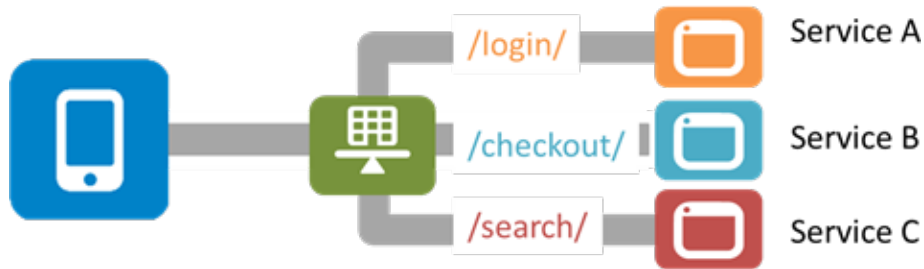 /login/
Service A
/checkout/
Service B
/search/
Service C